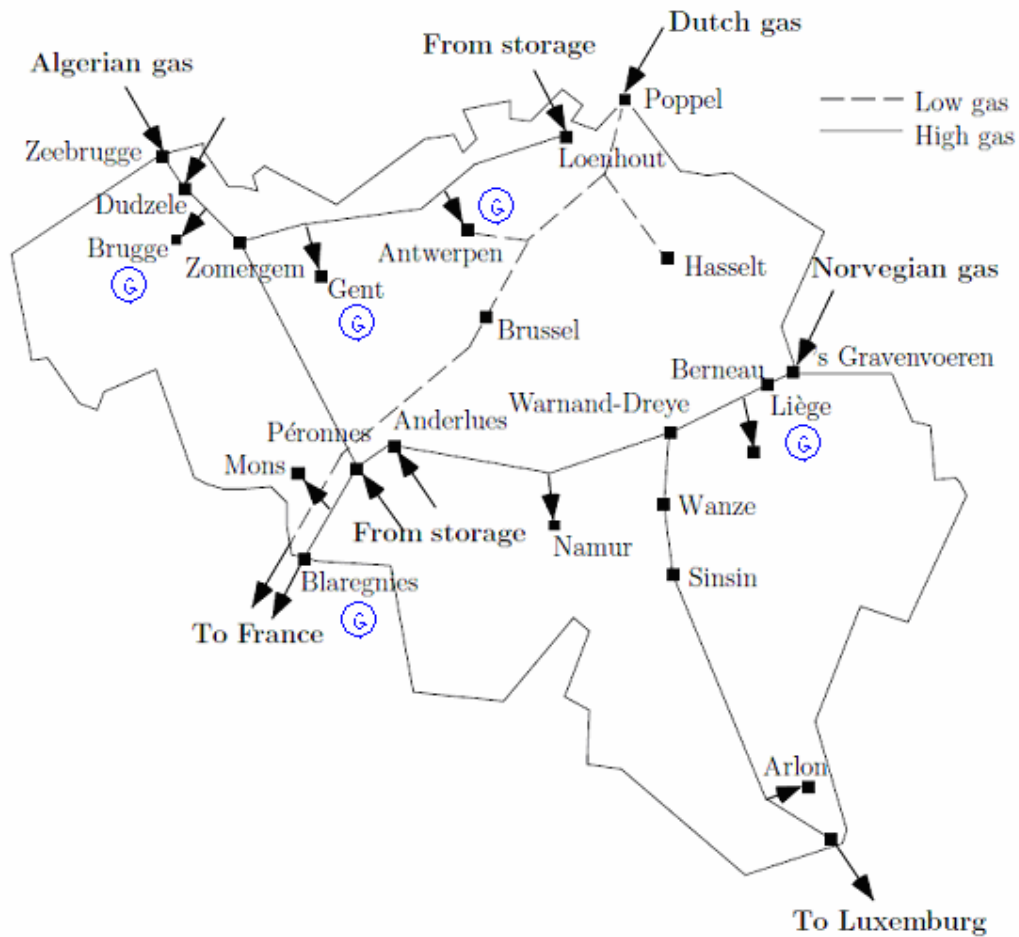 Dutch gas
From storage
Algerian gas
Poppel
Low gas
High gas
Loenhout
Zeebrugge
Dudzele
G
Brugge
Zomergem
Antwerpen
Hasselt
Norvegian gas
G
Gent
G
Brussel
's Gravenvoeren
Berneau
Liège
Warnand-Dreye
G
Anderlues
Péronnes
Mons
Wanze
From storage
Namur
Sinsin
Blaregnies
G
To France
Arlon
To Luxemburg